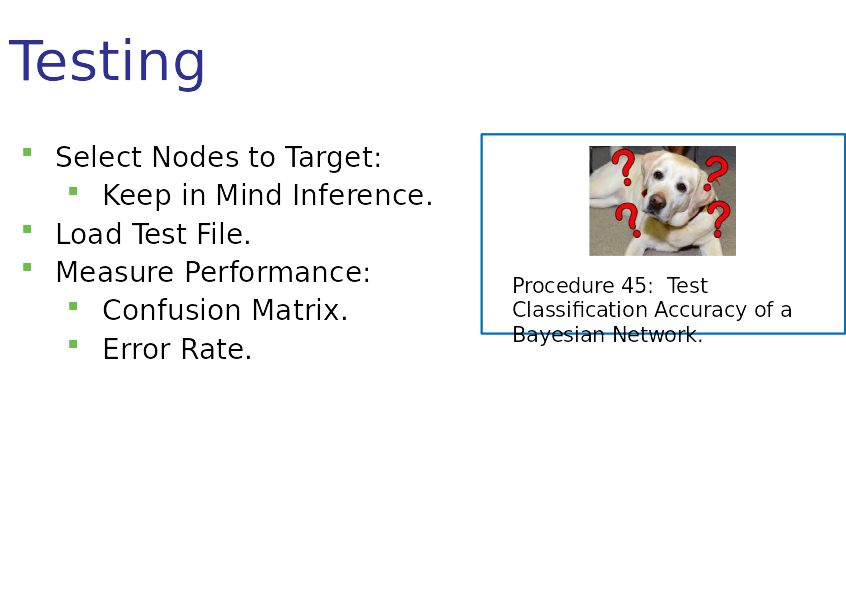 Testing
Select Nodes to Target:
Keep in Mind Inference.
Load Test File.
Measure Performance:
Confusion Matrix.
Error Rate.
? ? ? ?
Procedure 45:  Test
Classification Accuracy of a
Bayesian Network.